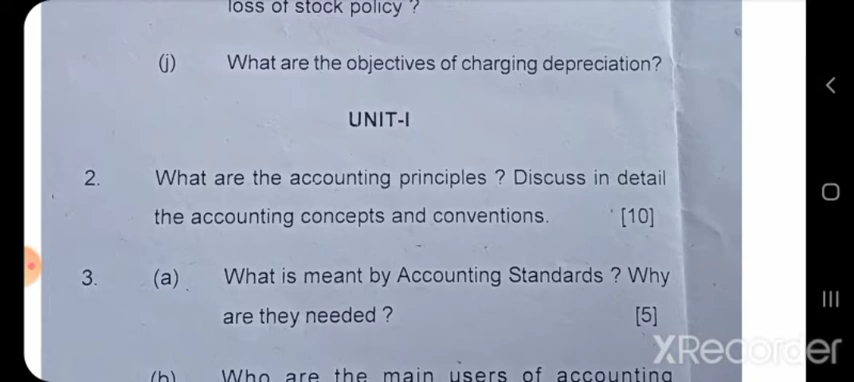 loss of stock policy ?
(j) What are the objectives of charging depreciation?
UNIT-I
2. What are the accounting principles ? Discuss in detail
the accounting concepts and conventions. [10]
3. (a) What is meant by Accounting Standards ? Why
are they needed ? [5]
(b) Who are the main users of accounting
XRecorder